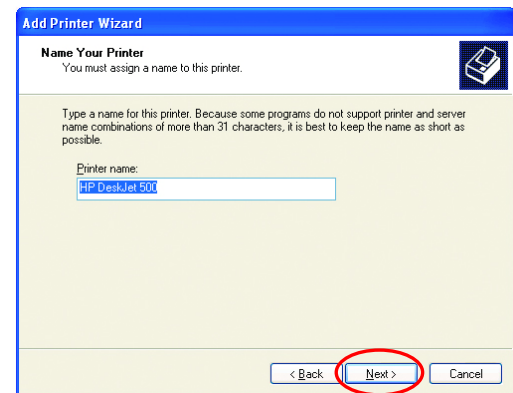 Add Printer Wizard
Name Your Printer
You must assign a name to this printer.
Type a name for this printer. Because some programs do not support printer and server
name combinations of more than 31 characters, it is best to keep the name as short as
possible.
Printer name:
HP DeskJet 500
< Back
Next >
Cancel